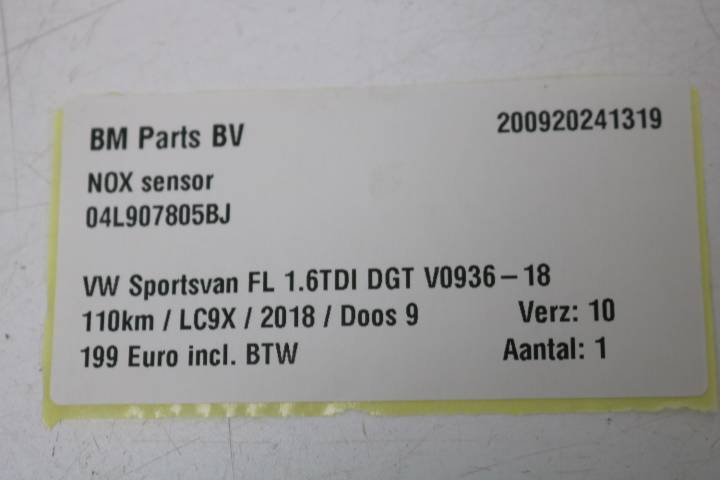 BM Parts BV 200920241319
NOX sensor
04L907805BJ
VW Sportsvan FL 1.6TDI DGT V0936-18
110km / LC9X / 2018 / Doos 9 Verz: 10
199 Euro incl. BTW Aantal: 1